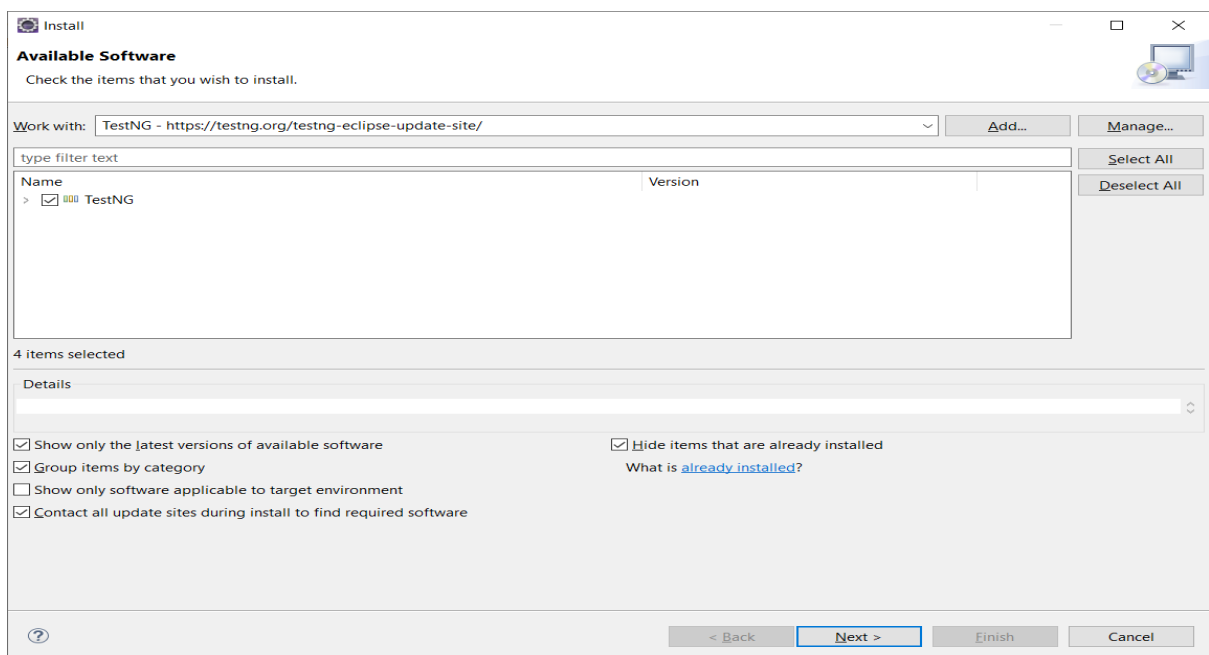 Install
Available Software
Check the items that you wish to install.
Work with: TestNG - https://testng.org/testng-eclipse-update-site/ Add... Manage...
type filter text Select All
Name Version Deselect All
TestNG
4 items selected
Details
Show only the latest versions of available software Hide items that are already installed
Group items by category What is already installed?
Show only software applicable to target environment
Contact all update sites during install to find required software
? < Back Next > Finish Cancel